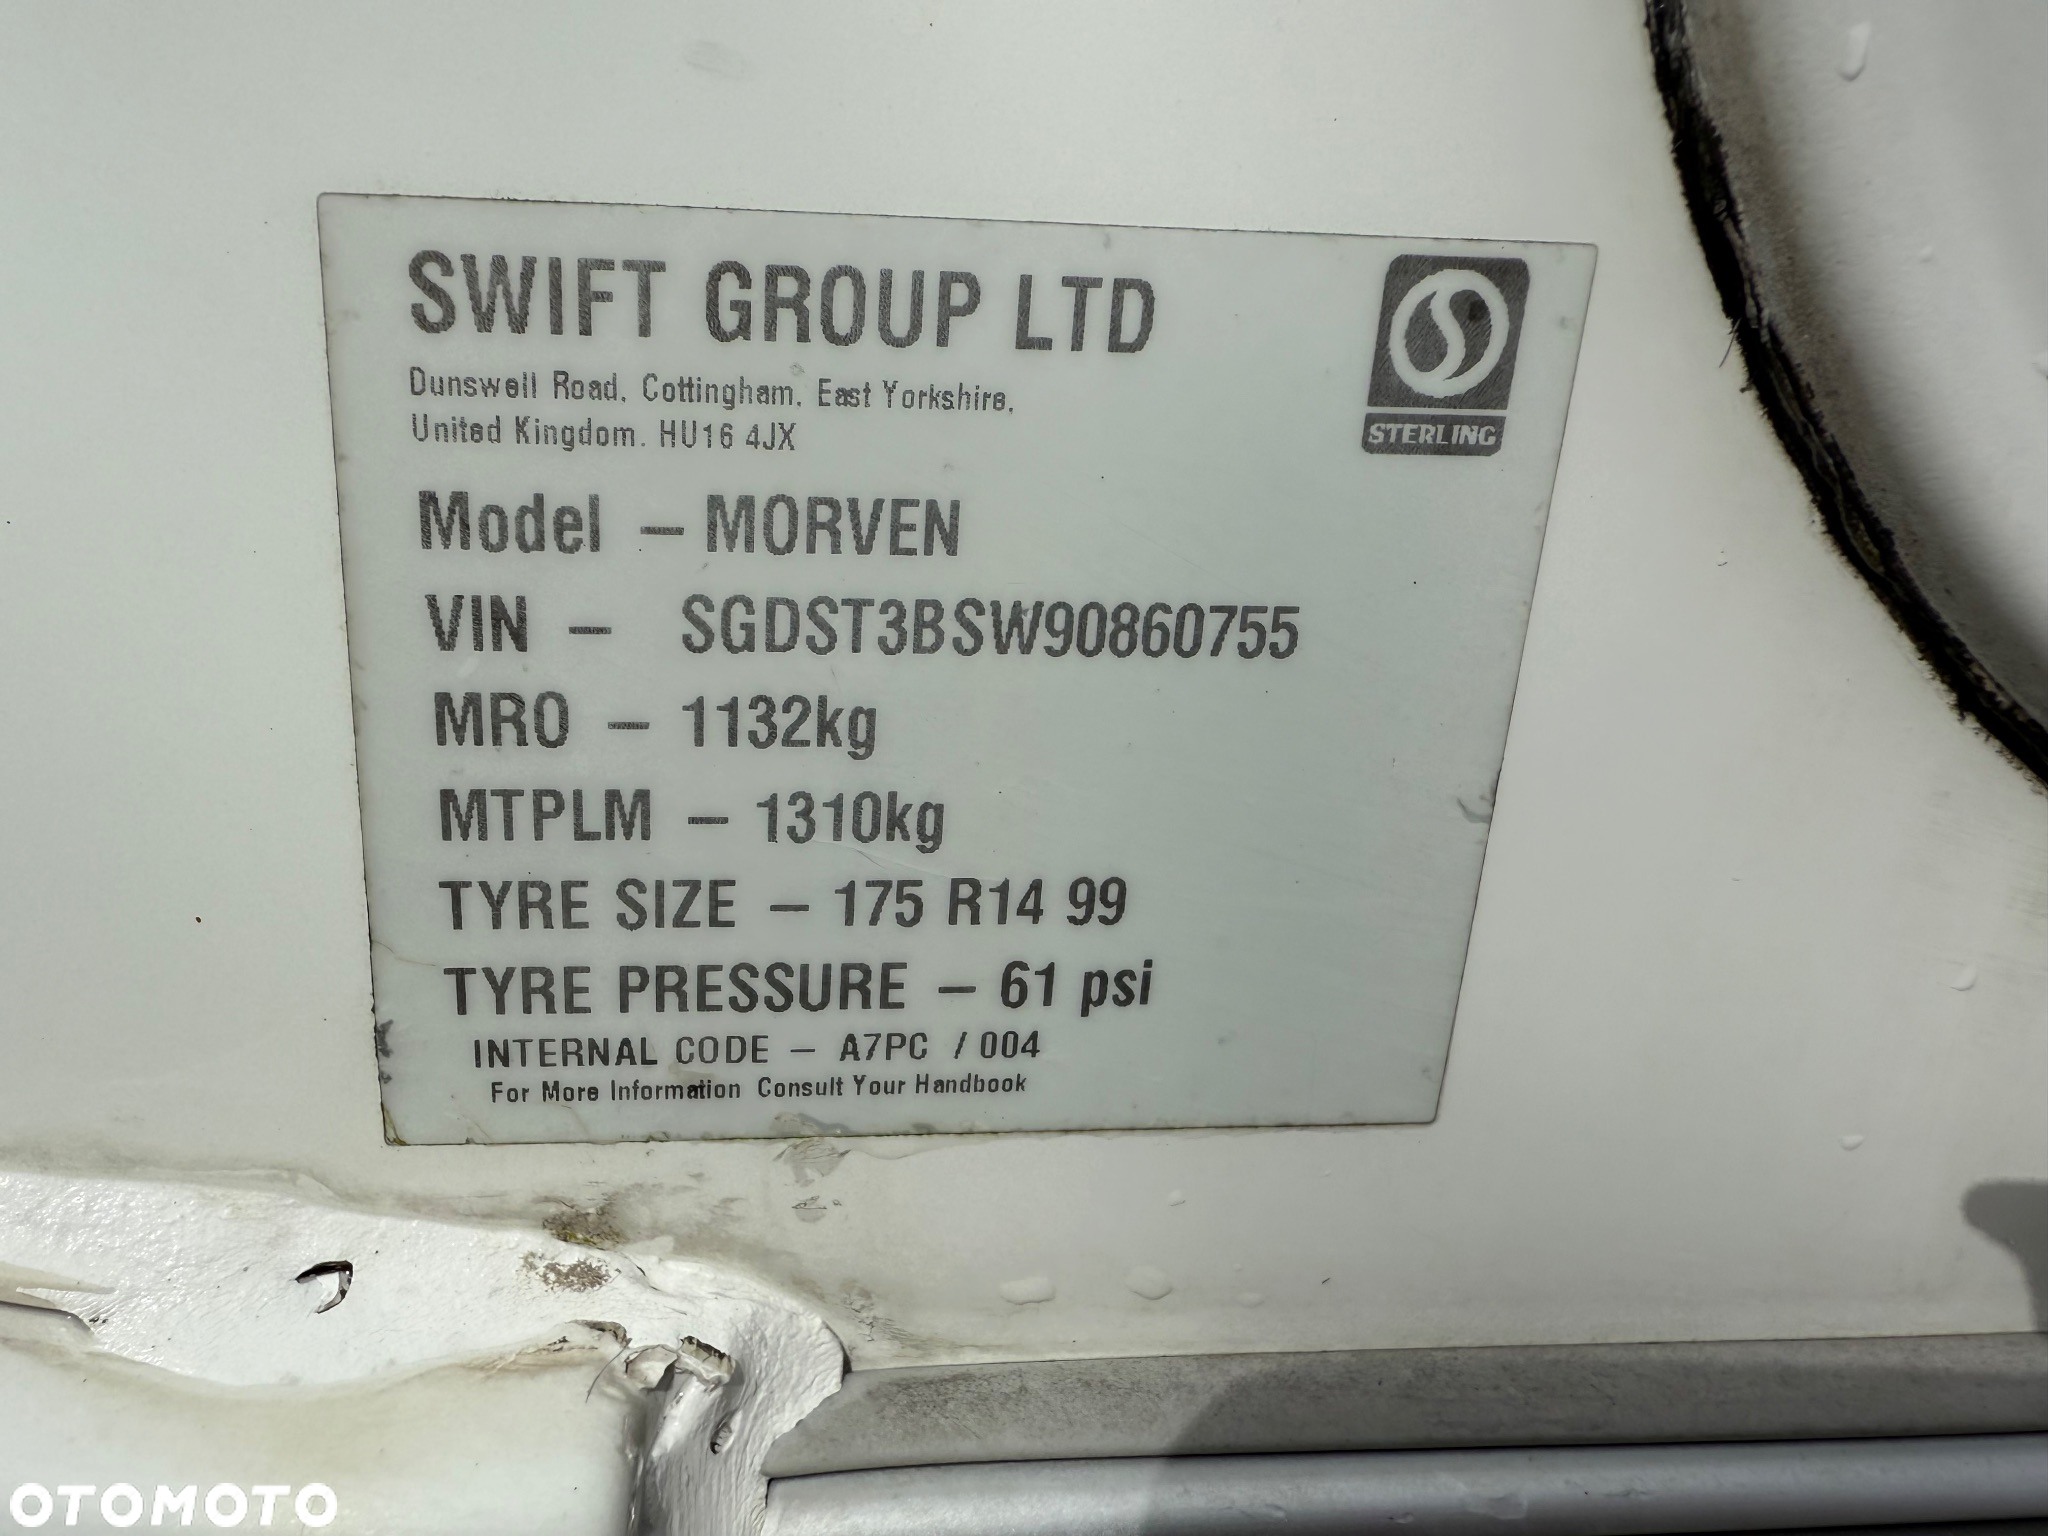 SWIFT GROUP LTD
Dunswell Road, Cottingham, East Yorkshire,
United Kingdom. HU16 4JX
STERLING
Model – MORVEN
VIN – SGDST3BSW90860755
MRO – 1132kg
MTPLM – 1310kg
TYRE SIZE – 175 R14 99
TYRE PRESSURE – 61 psi
INTERNAL CODE – A7PC / 004
For More Information Consult Your Handbook
OTOMOTO